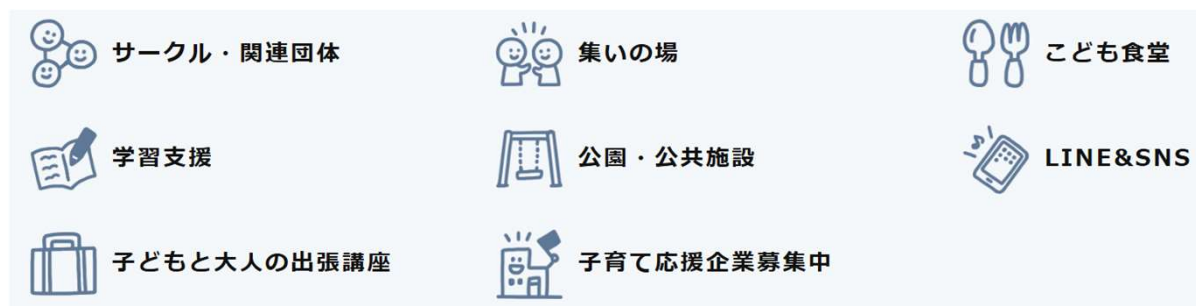 サークル・関連団体
集いの場
こども食堂
学習支援
公園・公共施設
LINE&SNS
子どもと大人の出張講座
子育て応援企業募集中